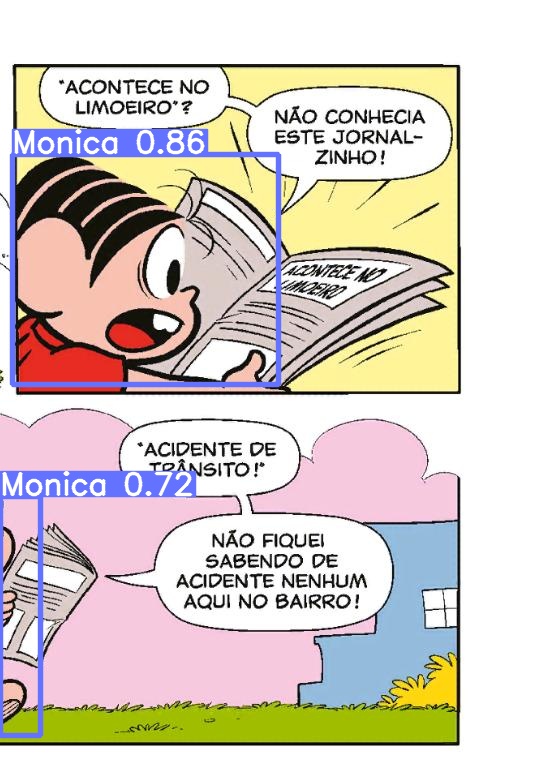 "ACONTECE NO
LIMOEIRO"?
NÃO CONHECIA
ESTE JORNAL-
ZINHO!
Monica 0.86
ACONTECE NO
LIMOEIRO
"ACIDENTE DE
TRÂNSITO!"
Monica 0.72
NÃO FIQUEI
SABENDO DE
ACIDENTE NENHUM
AQUI NO BAIRRO!